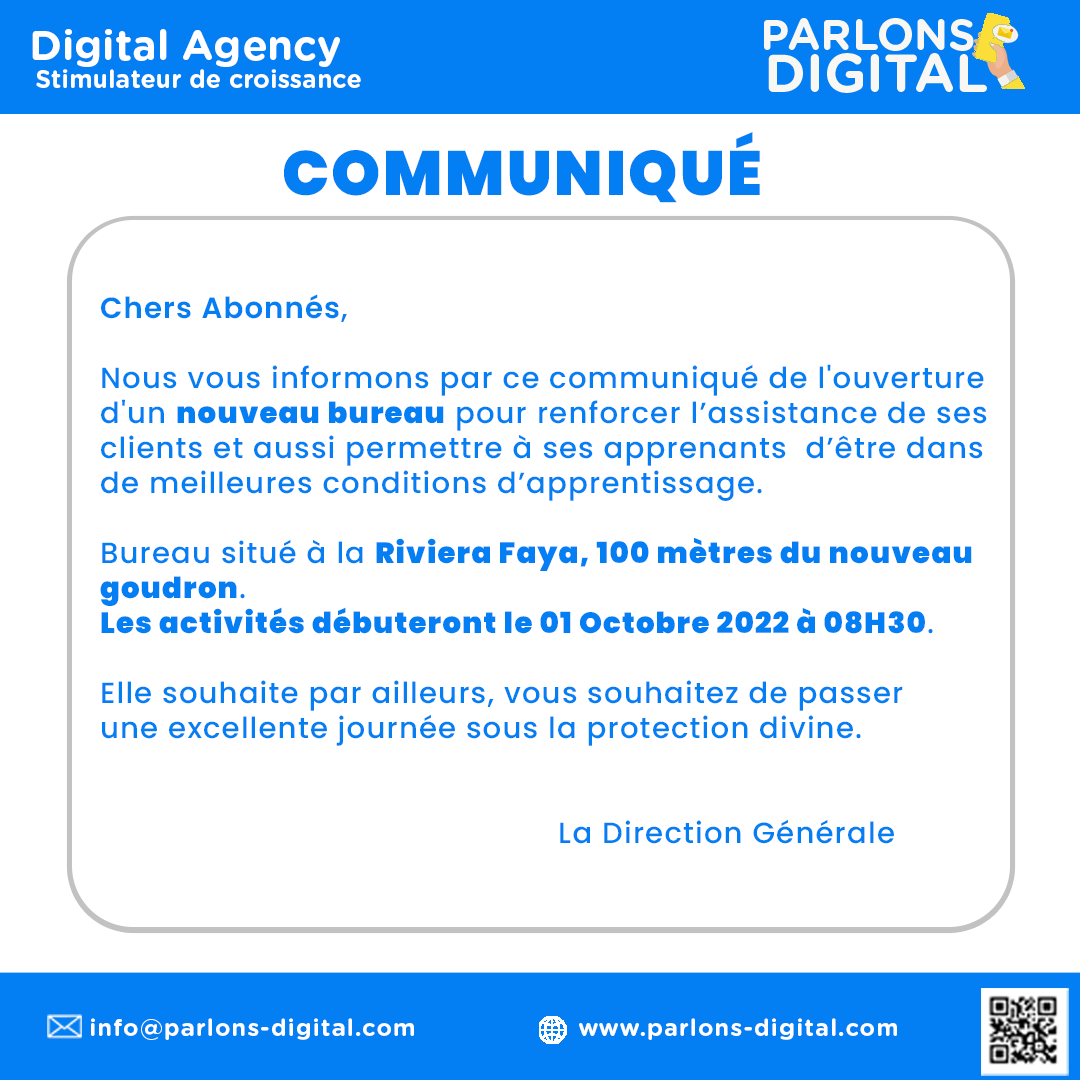 Digital Agency
Stimulateur de croissance
PARLONS
DIGITAL
COMMUNIQUÉ
Chers Abonnés,
Nous vous informons par ce communiqué de l'ouverture
d'un nouveau bureau pour renforcer l’assistance de ses
clients et aussi permettre à ses apprenants d’être dans
de meilleures conditions d’apprentissage.
Bureau situé à la Riviera Faya, 100 mètres du nouveau
goudron.
Les activités débuteront le 01 Octobre 2022 à 08H30.
Elle souhaite par ailleurs, vous souhaitez de passer
une excellente journée sous la protection divine.
La Direction Générale
info@parlons-digital.com
www.parlons-digital.com